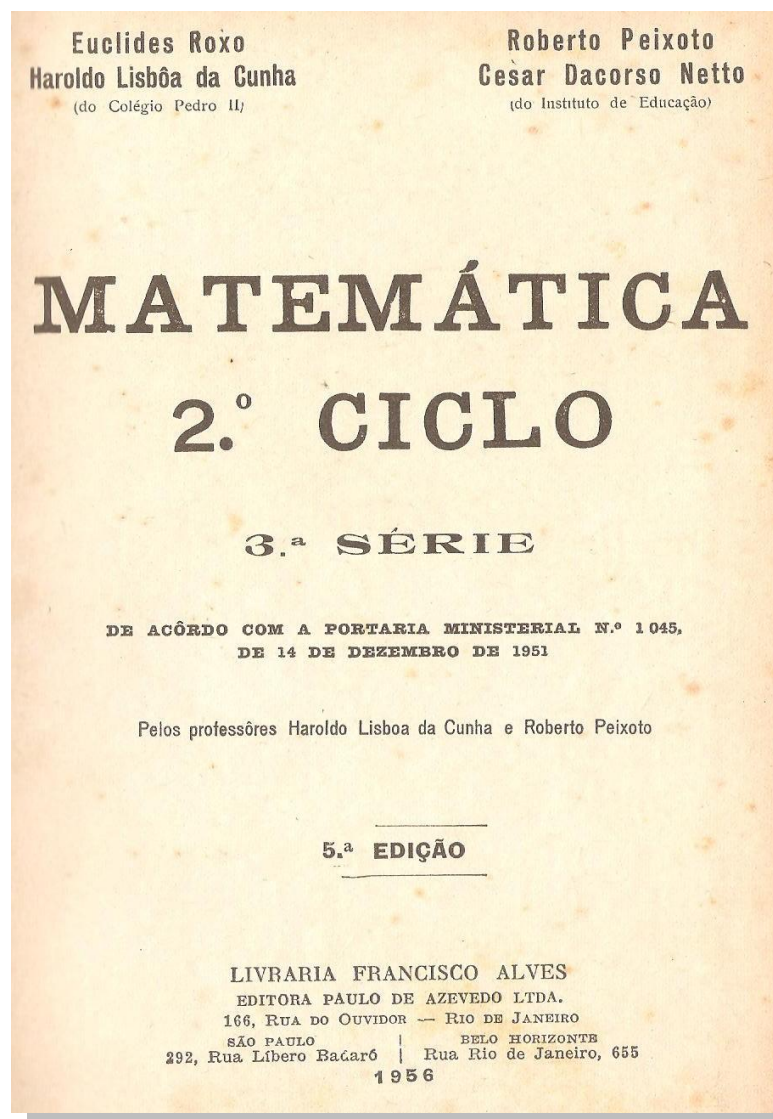 Euclides Roxo
Haroldo Lisbôa da Cunha
(do Colégio Pedro II)
Roberto Peixoto
Cesar Dacorso Netto
(do Instituto de Educação)
MATEMÁTICA
2.º CICLO
3.ª SÉRIE
DE ACÔRDO COM A PORTARIA MINISTERIAL N.º 1 045,
DE 14 DE DEZEMBRO DE 1951
Pelos professôres Haroldo Lisboa da Cunha e Roberto Peixoto
5.ª EDIÇÃO
LIVRARIA FRANCISCO ALVES
EDITORA PAULO DE AZEVEDO LTDA.
166, RUA DO OUVIDOR — RIO DE JANEIRO
SÃO PAULO | BELO HORIZONTE
292, Rua Líbero Badaró | Rua Rio de Janeiro, 655
1956